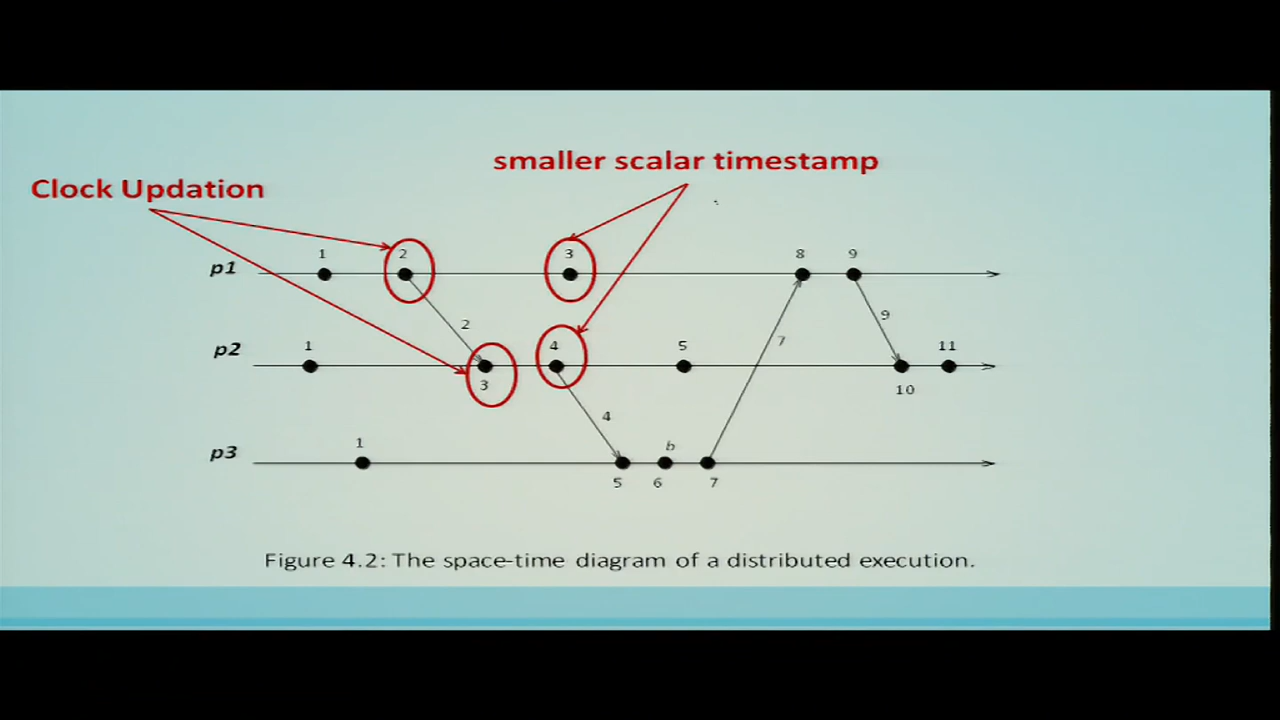 smaller scalar timestamp
Clock Updation
1 2 3 8 9
p1
2 9
7
1 4 5 11
p2
3 10
4
1 b
p3
5 6 7
Figure 4.2: The space-time diagram of a distributed execution.